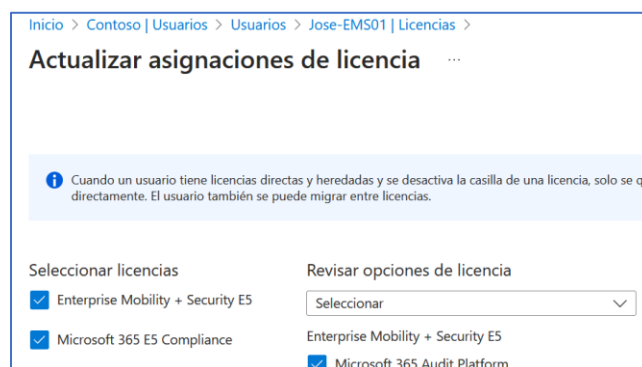 Inicio > Contoso | Usuarios > Usuarios > Jose-EMS01 | Licencias >
Actualizar asignaciones de licencia ...
Cuando un usuario tiene licencias directas y heredadas y se desactiva la casilla de una licencia, solo se
directamente. El usuario también se puede migrar entre licencias.
Seleccionar licencias
Enterprise Mobility + Security E5
Microsoft 365 E5 Compliance
Revisar opciones de licencia
Seleccionar
Enterprise Mobility + Security E5
Microsoft 365 Audit Platform